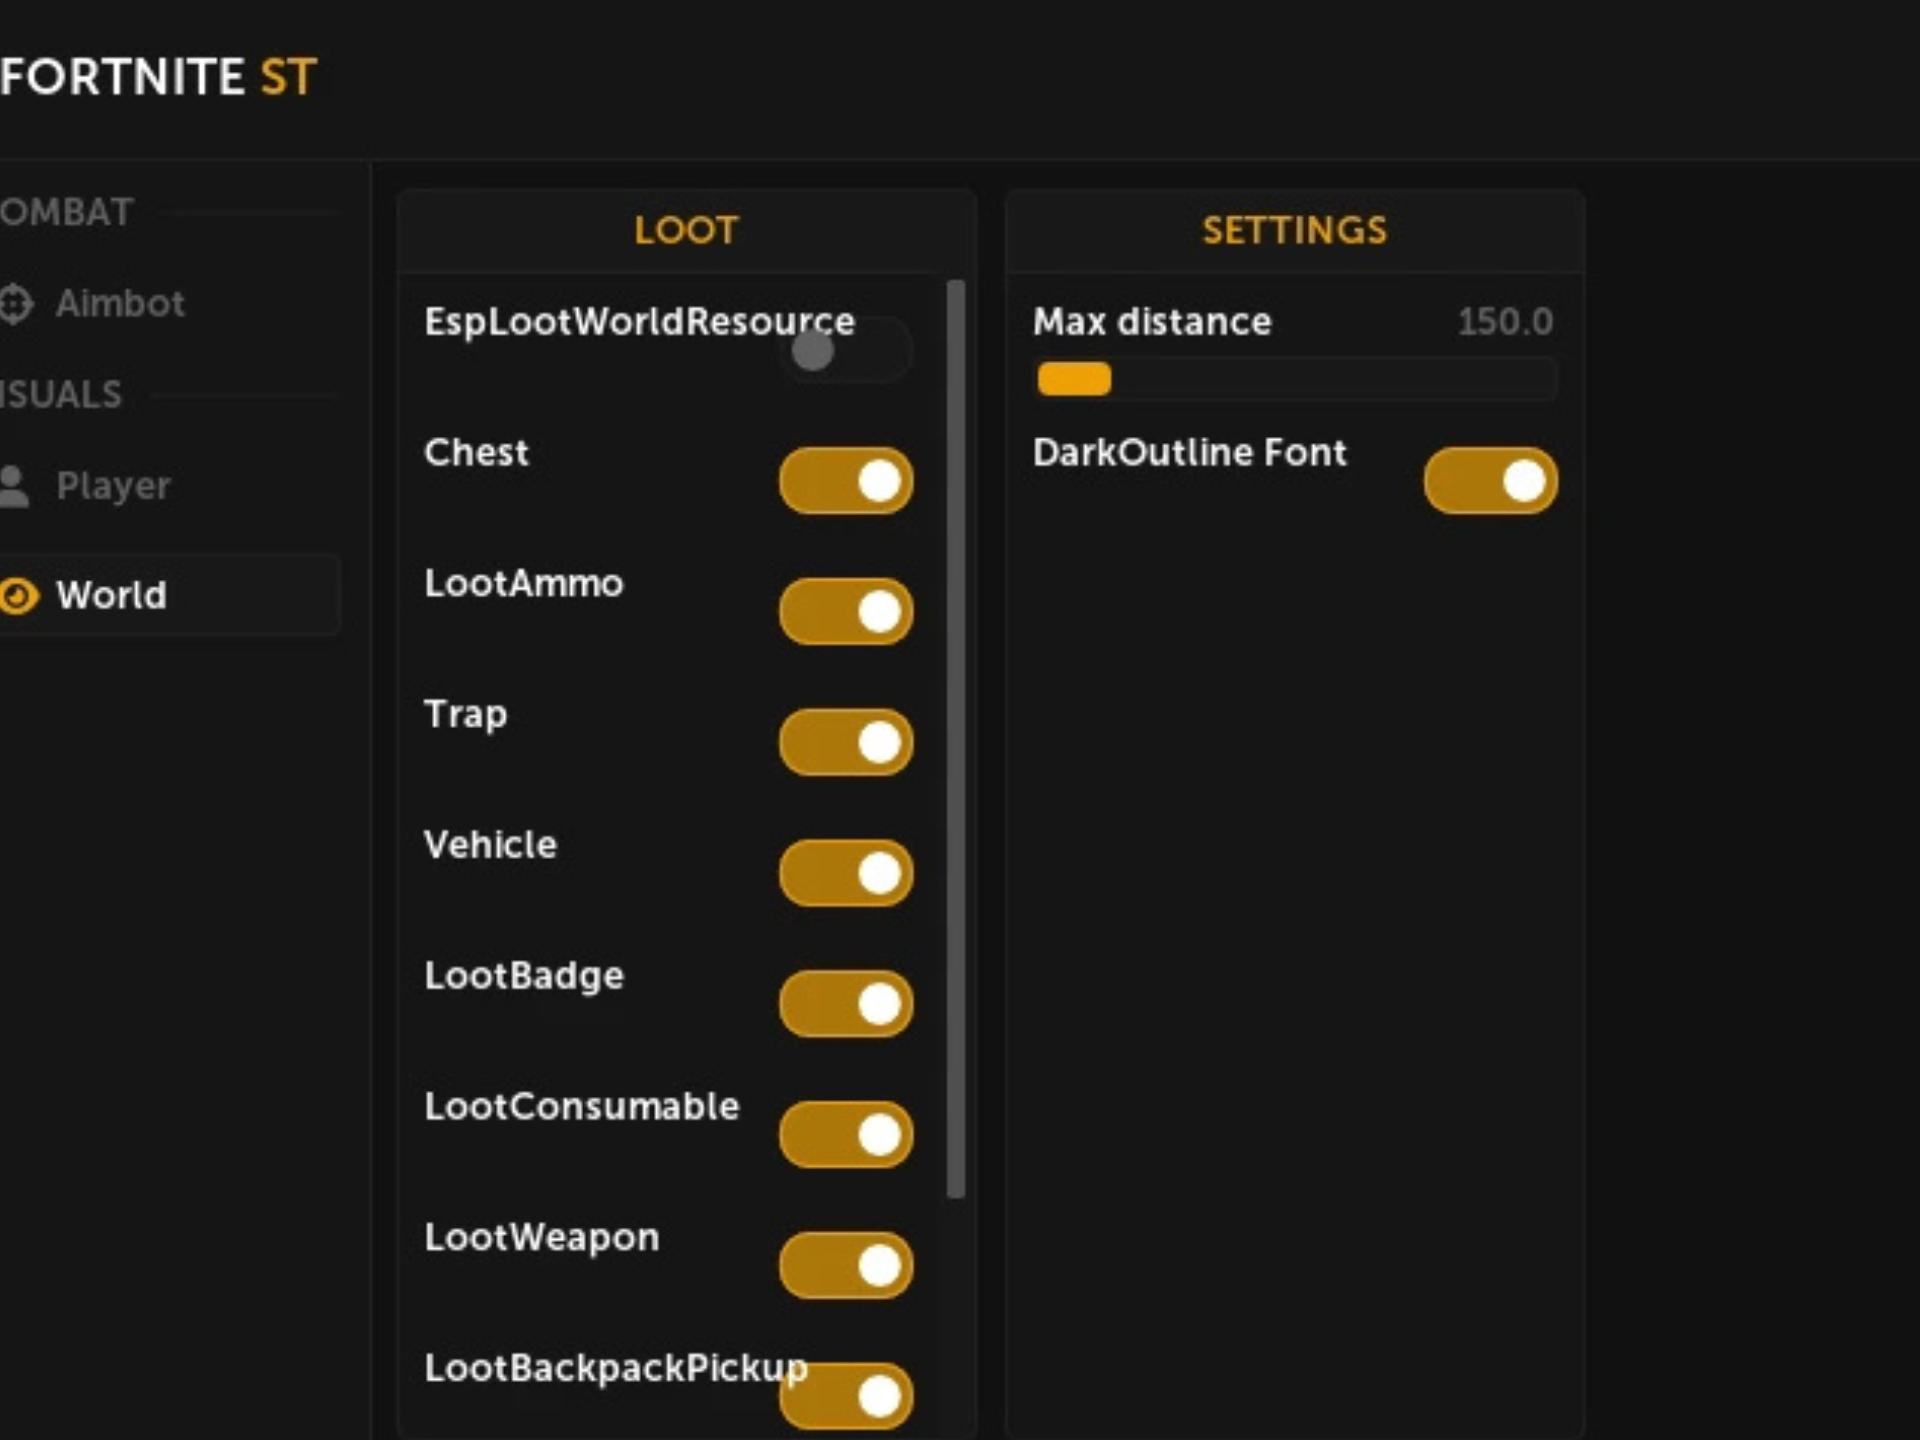 FORTNITE ST
OMBAT
Aimbot
ISUALS
Player
World
LOOT
EspLootWorldResource
Chest
LootAmmo
Trap
Vehicle
LootBadge
LootConsumable
LootWeapon
LootBackpackPickup
SETTINGS
Max distance 150.0
DarkOutline Font